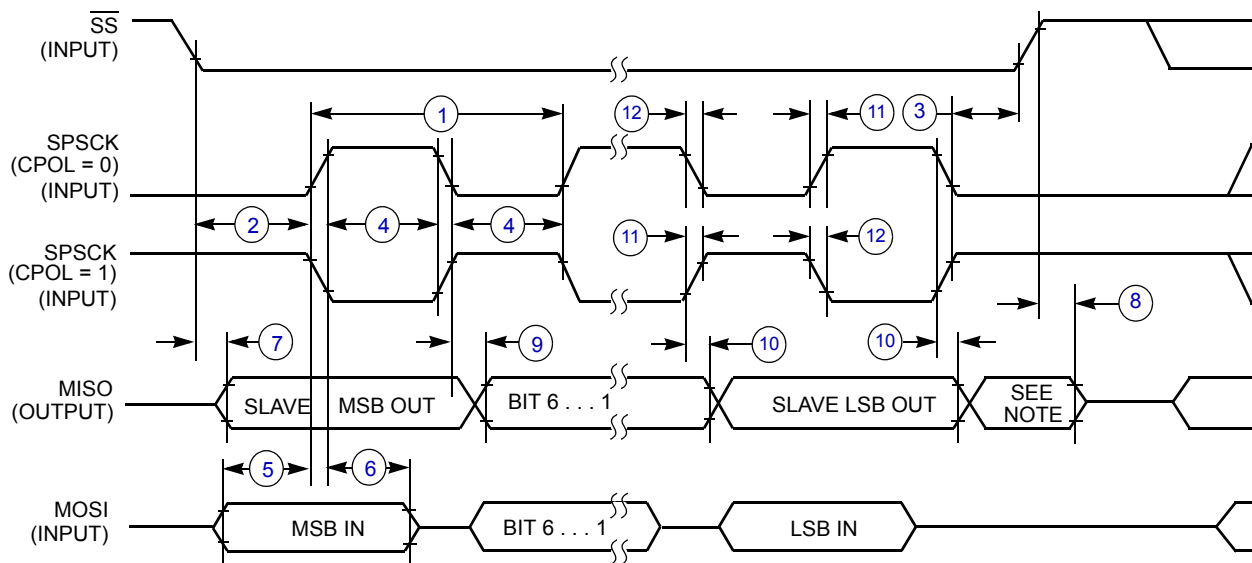 SS
(INPUT)
1
12
11
3
SPSCK
(CPOL = 0)
(INPUT)
2
4
4
SPSCK
(CPOL = 1)
(INPUT)
11
12
7
9
10
10
8
MISO
(OUTPUT)
SLAVE MSB OUT
BIT 6 . . . 1
SLAVE LSB OUT
SEE
NOTE
5
6
MOSI
(INPUT)
MSB IN
BIT 6 . . . 1
LSB IN